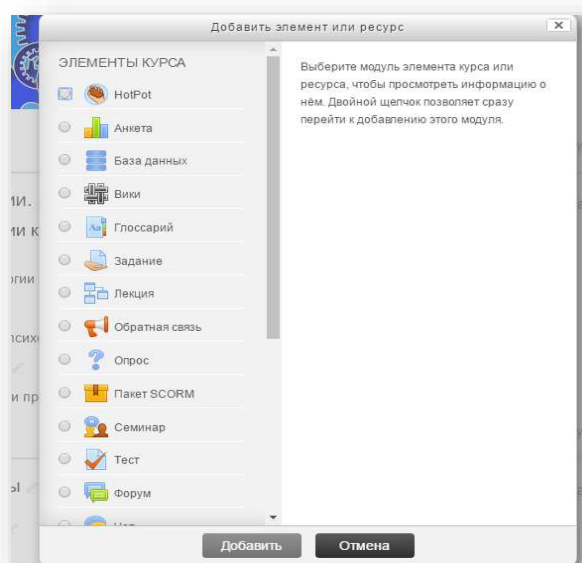 Добавить элемент или ресурс
ЭЛЕМЕНТЫ КУРСА
HotPot
Анкета
База данных
Вики
Глоссарий
Задание
Лекция
Обратная связь
Опрос
Пакет SCORM
Семинар
Тест
Форум
Выберите модуль элемента курса или
ресурса, чтобы просмотреть информацию о
нём. Двойной щелчок позволяет сразу
перейти к добавлению этого модуля.
Добавить
Отмена